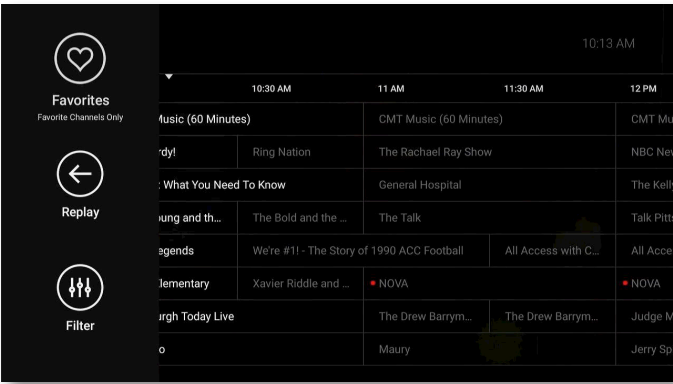 10:13 AM
Favorites
Favorite Channels Only
Replay
Filter
10:30 AM 11 AM 11:30 AM 12 PM
Music (60 Minutes) CMT Music (60 Minutes) CMT Mu
rdy! Ring Nation The Rachael Ray Show NBC Nev
: What You Need To Know General Hospital The Kelly
oung and th... The Bold and the ... The Talk Talk Pitts
egends We're #1! - The Story of 1990 ACC Football All Access with C... All Acce
Elementary Xavier Riddle and ... NOVA NOVA
urgh Today Live The Drew Barrym... The Drew Barrym... Judge M
o Maury Jerry Sp